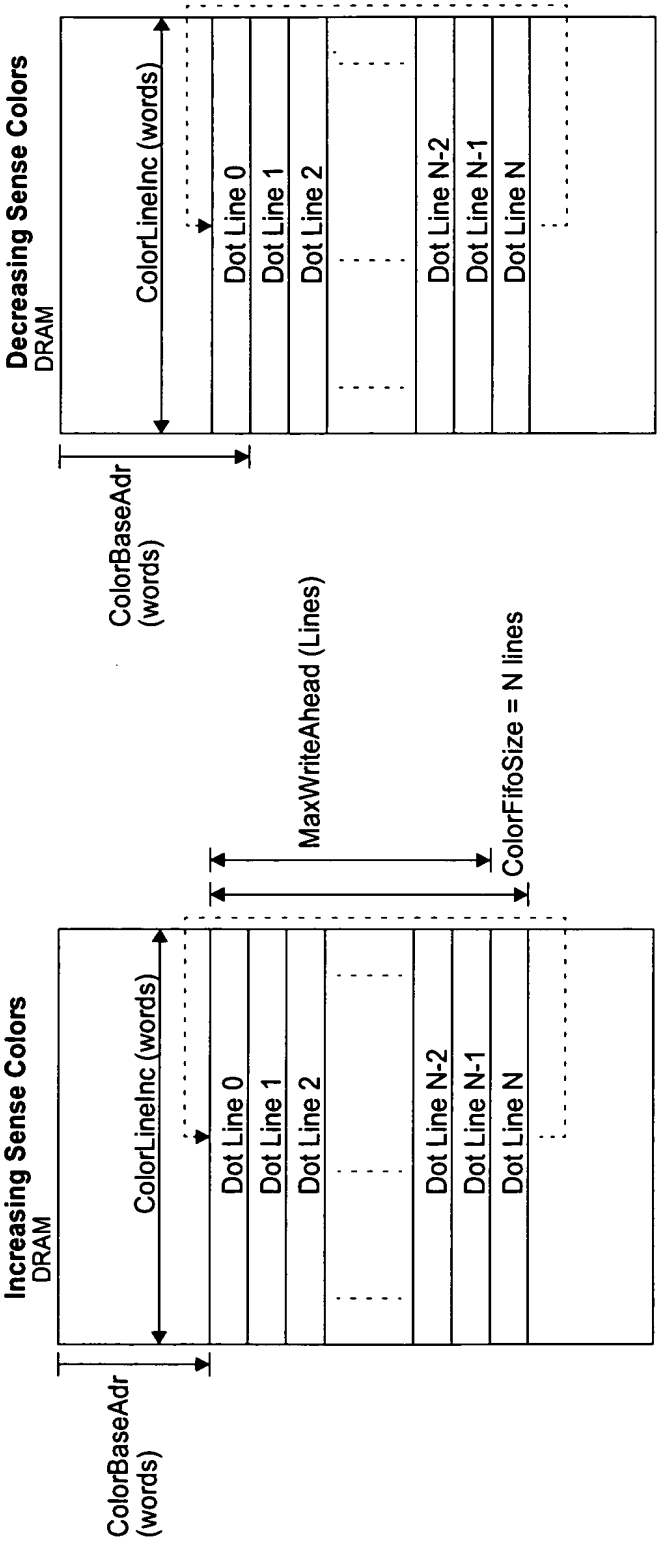 Increasing Sense Colors
DRAM
ColorBaseAdr
(words)
ColorLineInc (words)
Dot Line 0
Dot Line 1
Dot Line 2
Dot Line N-2
Dot Line N-1
Dot Line N
MaxWriteAhead (Lines)
ColorFifoSize = N lines
Decreasing Sense Colors
DRAM
ColorBaseAdr
(words)
ColorLineInc (words)
Dot Line 0
Dot Line 1
Dot Line 2
Dot Line N-2
Dot Line N-1
Dot Line N